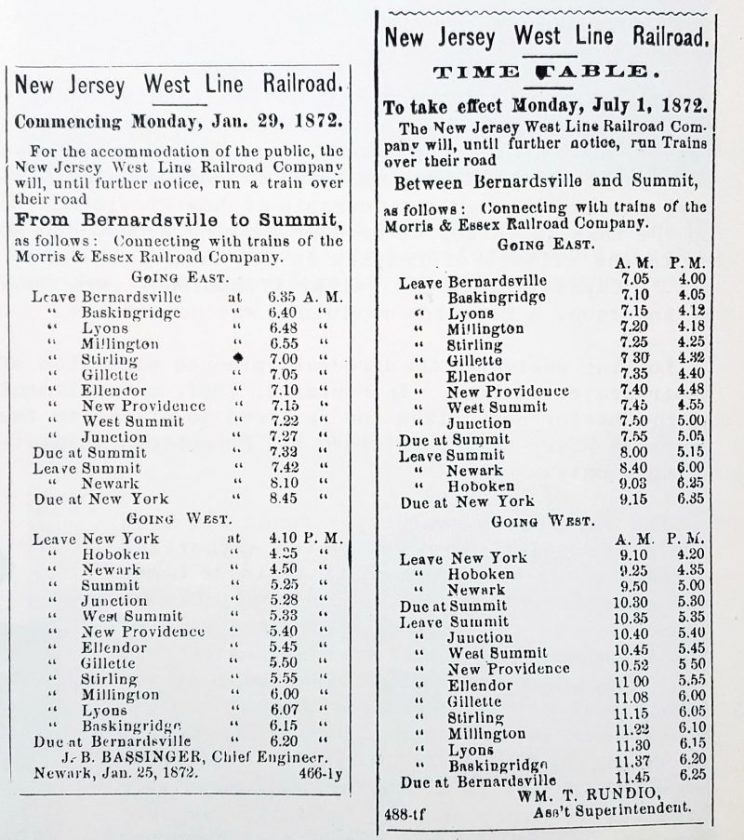 New Jersey West Line Railroad.
Commencing Monday, Jan. 29, 1872.
For the accommodation of the public, the
New Jersey West Line Railroad Company
will, until further notice, run a train over
their road
From Bernardsville to Summit,
as follows: Connecting with trains of the
Morris & Essex Railroad Company.
GOING EAST.
Leave Bernardsville at 6.35 A. M.
“ Baskingridge “ 6.40 “
“ Lyons “ 6.48 “
“ Millington “ 6.55 “
“ Stirling 7.00 “
“ Gillette “ 7.05 “
“ Ellendor “ 7.10 “
“ New Providence “ 7.15 “
“ West Summit “ 7.22 “
“ Junction “ 7.27 “
Due at Summit “ 7.32 “
Leave Summit “ 7.42 “
“ Newark “ 8.10 “
Due at New York “ 8.45 “
GOING WEST.
Leave New York at 4.10 P. M.
“ Hoboken “ 4.25 “
“ Newark “ 4.50 “
“ Summit “ 5.25 “
“ Junction “ 5.28 “
“ West Summit “ 5.33 “
“ New Providence “ 5.40 “
“ Ellendor “ 5.45 “
“ Gillette “ 5.50 “
“ Stirling “ 5.55 “
“ Millington “ 6.00 “
“ Lyons “ 6.07 “
“ Baskingridge “ 6.15 “
Due at Bernardsville “ 6.20 “
J. B. BASSINGER, Chief Engineer.
Newark, Jan. 25, 1872. 466-1y
New Jersey West Line Railroad.
TIME TABLE.
To take effect Monday, July 1, 1872.
The New Jersey West Line Railroad Com-
pany will, until further notice, run Trains
over their road
Between Bernardsville and Summit,
as follows: Connecting with trains of the
Morris & Essex Railroad Company.
GOING EAST.
A. M. P. M.
Leave Bernardsville 7.05 4.00
“ Baskingridge 7.10 4.05
“ Lyons 7.15 4.12
“ Millington 7.20 4.18
“ Stirling 7.25 4.25
“ Gillette 7 30 4.32
“ Ellendor 7.35 4.40
“ New Providence 7.40 4.48
“ West Summit 7.45 4.55
“ Junction 7.50 5.00
Due at Summit 7.55 5.05
Leave Summit 8.00 5.15
“ Newark 8.40 6.00
“ Hoboken 9.03 6.25
Due at New York 9.15 6.35
GOING WEST.
A. M. P. M.
Leave New York 9.10 4.20
“ Hoboken 9.25 4.35
“ Newark 9.50 5.00
Due at Summit 10.30 5.30
Leave Summit 10.35 5.35
“ Junction 10.40 5.40
“ West Summit 10.45 5.45
“ New Providence 10.52 5 50
“ Ellendor 11 00 5.55
“ Gillette 11.08 6.00
“ Stirling 11.15 6.05
“ Millington 11.22 6.10
“ Lyons 11.30 6.15
“ Baskingridge 11.37 6.20
Due at Bernardsville 11.45 6.25
WM. T. RUNDIO,
488-tf Ass't Superintendent.